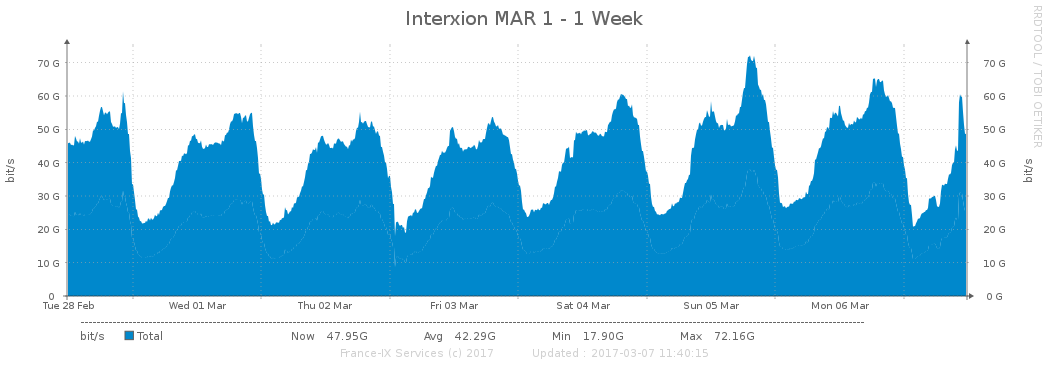 Interxion MAR 1 - 1 Week
RRDTOOL / TOBI OETIKER
bit/s
bit/s
70 G 70 G
60 G 60 G
50 G 50 G
40 G 40 G
30 G 30 G
20 G 20 G
10 G 10 G
0 0 G
Tue 28 Feb Wed 01 Mar Thu 02 Mar Fri 03 Mar Sat 04 Mar Sun 05 Mar Mon 06 Mar
bit/s Total Now 47.95G Avg 42.29G Min 17.90G Max 72.16G
France-IX Services (c) 2017 Updated : 2017-03-07 11:40:15